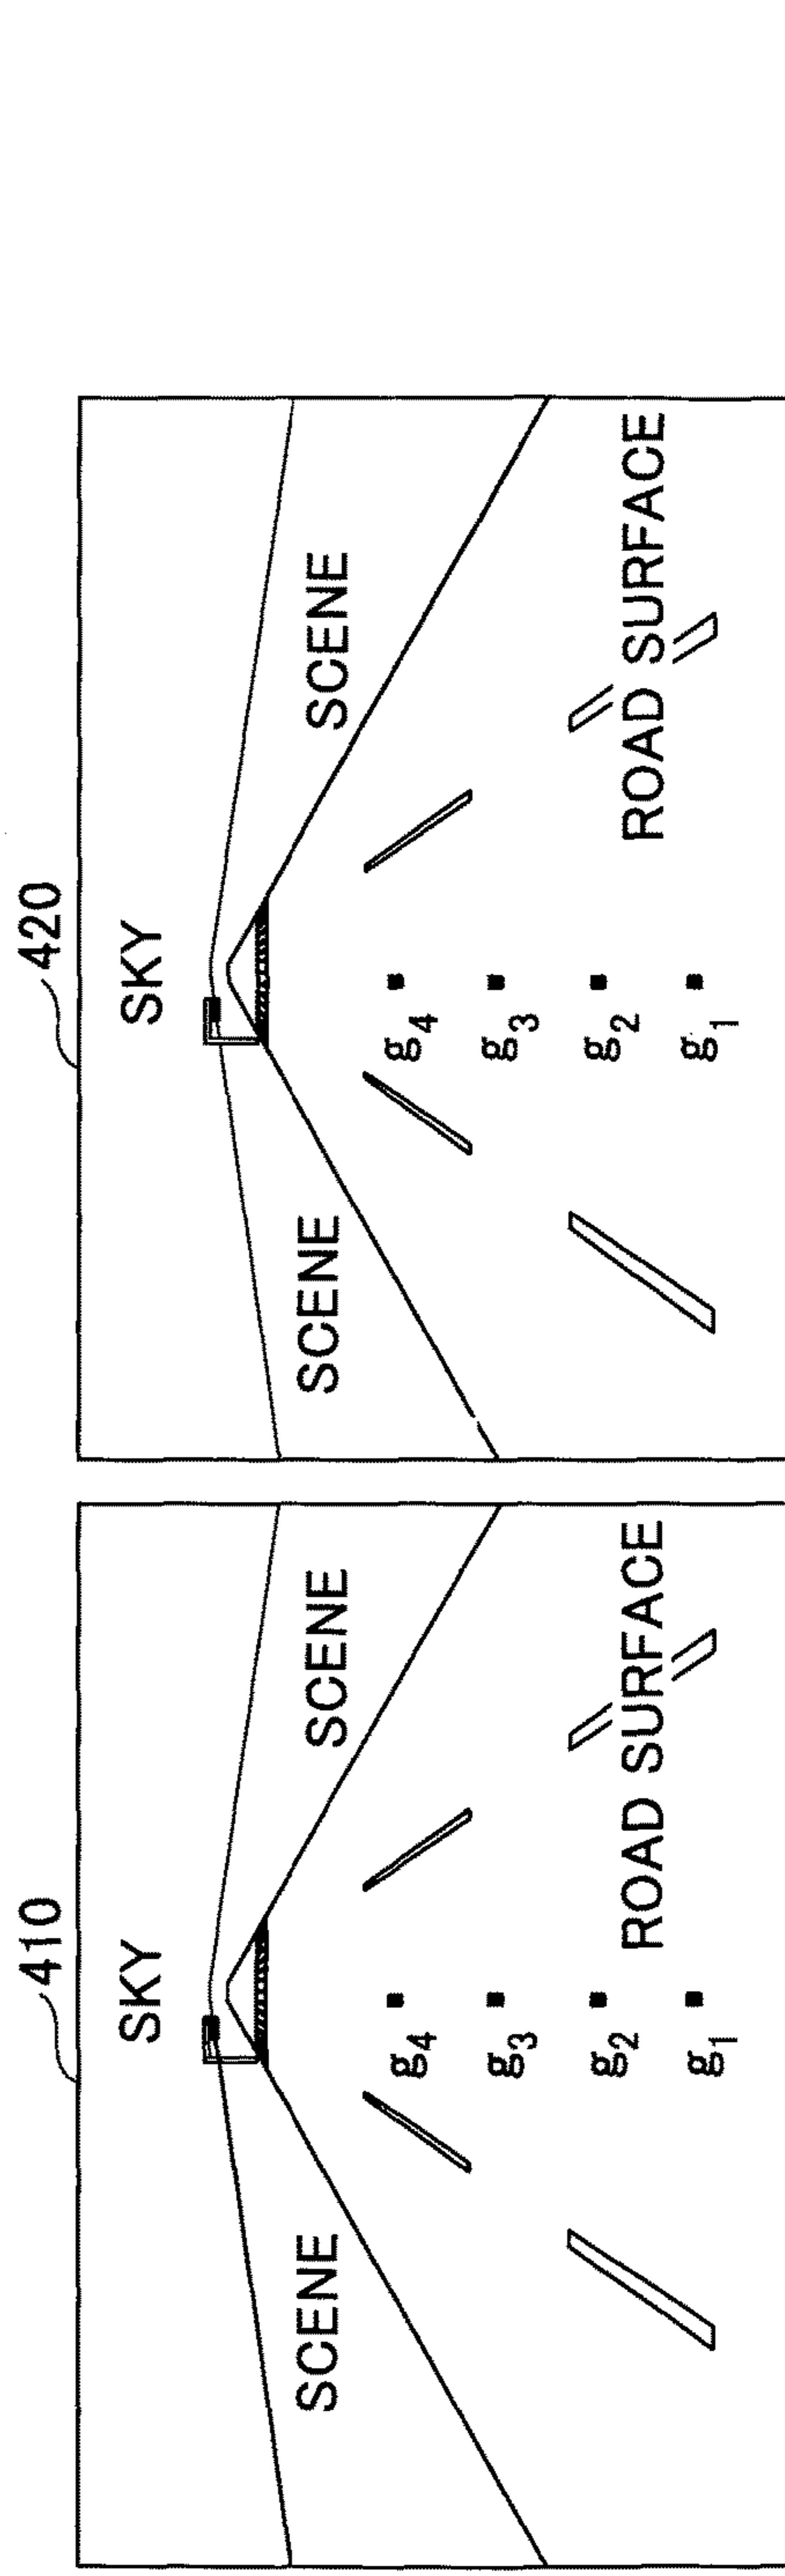 410
SKY
SCENE
SCENE
g4
g3
g2
g1
ROAD SURFACE
420
SKY
SCENE
SCENE
g4
g3
g2
g1
ROAD SURFACE